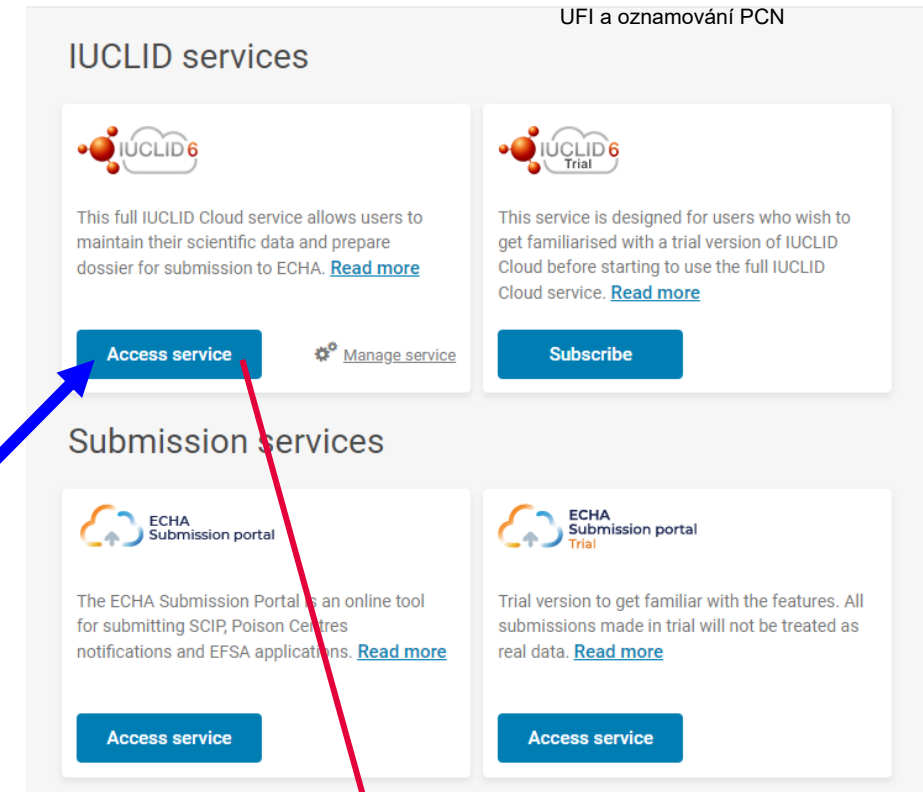 UFI a oznamování PCN
IUCLID services
IUCLID 6
This full IUCLID Cloud service allows users to
maintain their scientific data and prepare
dossier for submission to ECHA. Read more
Access service
Manage service
IUCLID 6
Trial
This service is designed for users who wish to
get familiarised with a trial version of IUCLID
Cloud before starting to use the full IUCLID
Cloud service. Read more
Subscribe
Submission services
ECHA
Submission portal
The ECHA Submission Portal is an online tool
for submitting SCIP, Poison Centres
notifications and EFSA applications. Read more
Access service
ECHA
Submission portal
Trial
Trial version to get familiar with the features. All
submissions made in trial will not be treated as
real data. Read more
Access service